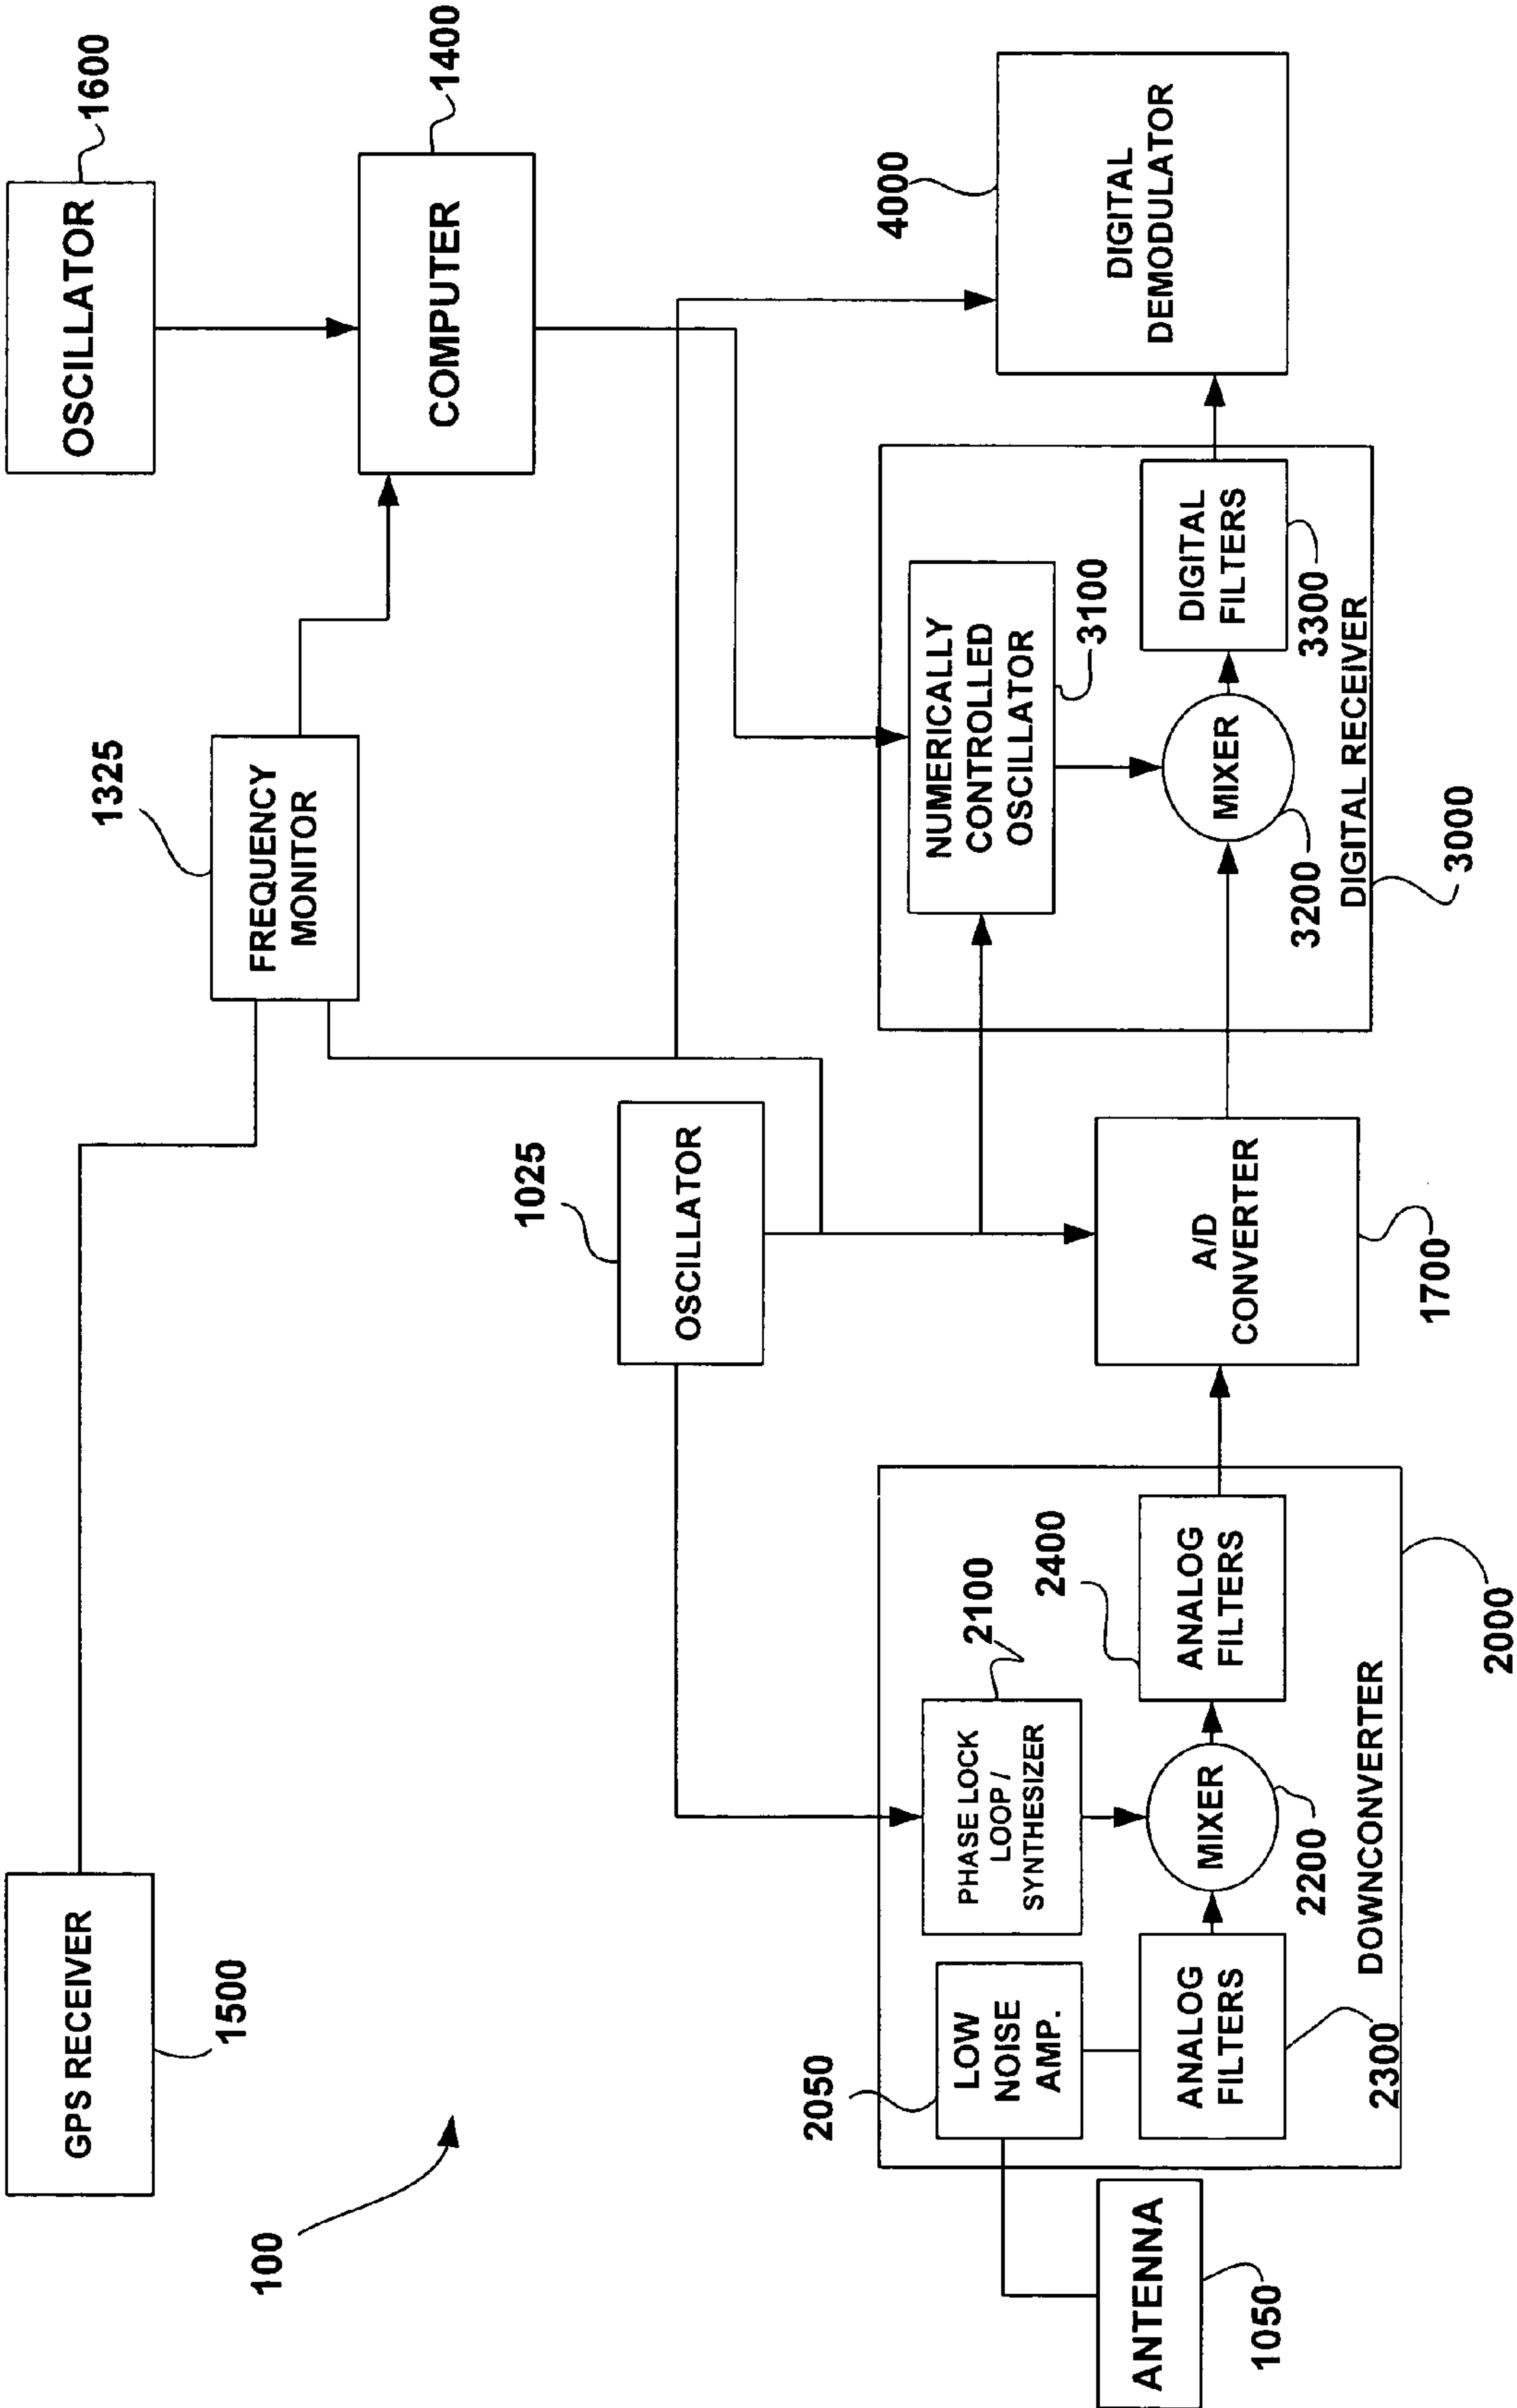 OSCILLATOR
1600
GPS RECEIVER
1500
FREQUENCY
MONITOR
1325
COMPUTER
1400
100
OSCILLATOR
1025
4000
DIGITAL
DEMODULATOR
2050
LOW
NOISE
AMP.
PHASE LOCK
LOOP /
SYNTHESIZER
2100
2400
NUMERICALLY
CONTROLLED
OSCILLATOR
3100
ANTENNA
1050
ANALOG
FILTERS
2300
MIXER
2200
ANALOG
FILTERS
DOWNCONVERTER
2000
A/D
CONVERTER
1700
MIXER
3200
DIGITAL
FILTERS
3300
DIGITAL RECEIVER
3000